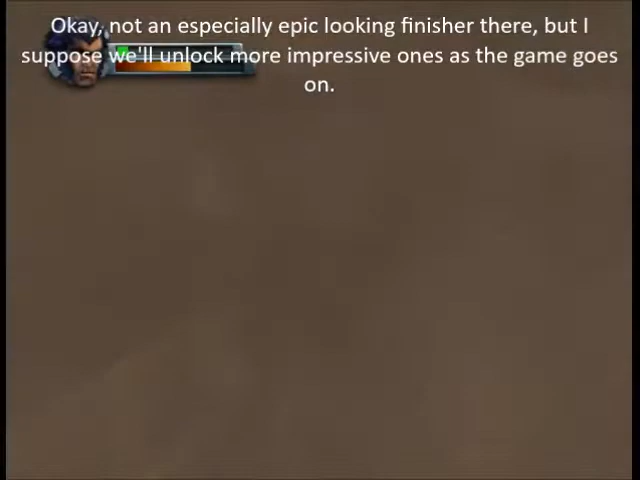 Okay, not an especially epic looking finisher there, but I
suppose we'll unlock more impressive ones as the game goes
on.